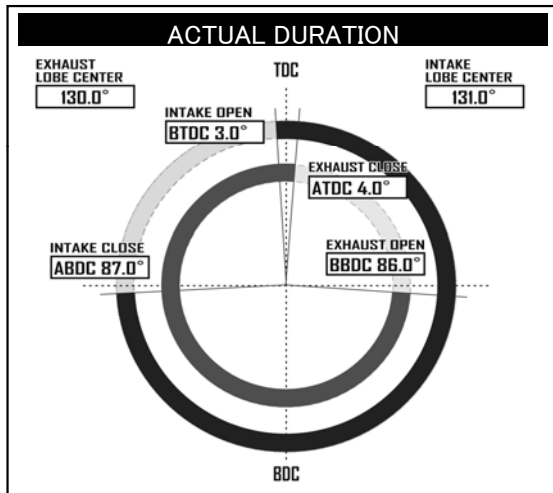 ACTUAL DURATION
EXHAUST
LOBE CENTER
130.0°
TDC
INTAKE
LOBE CENTER
131.0°
INTAKE OPEN
BTDC 3.0°
EXHAUST CLOSE
ATDC 4.0°
INTAKE CLOSE
ABDC 87.0°
EXHAUST OPEN
BBDC 86.0°
BDC